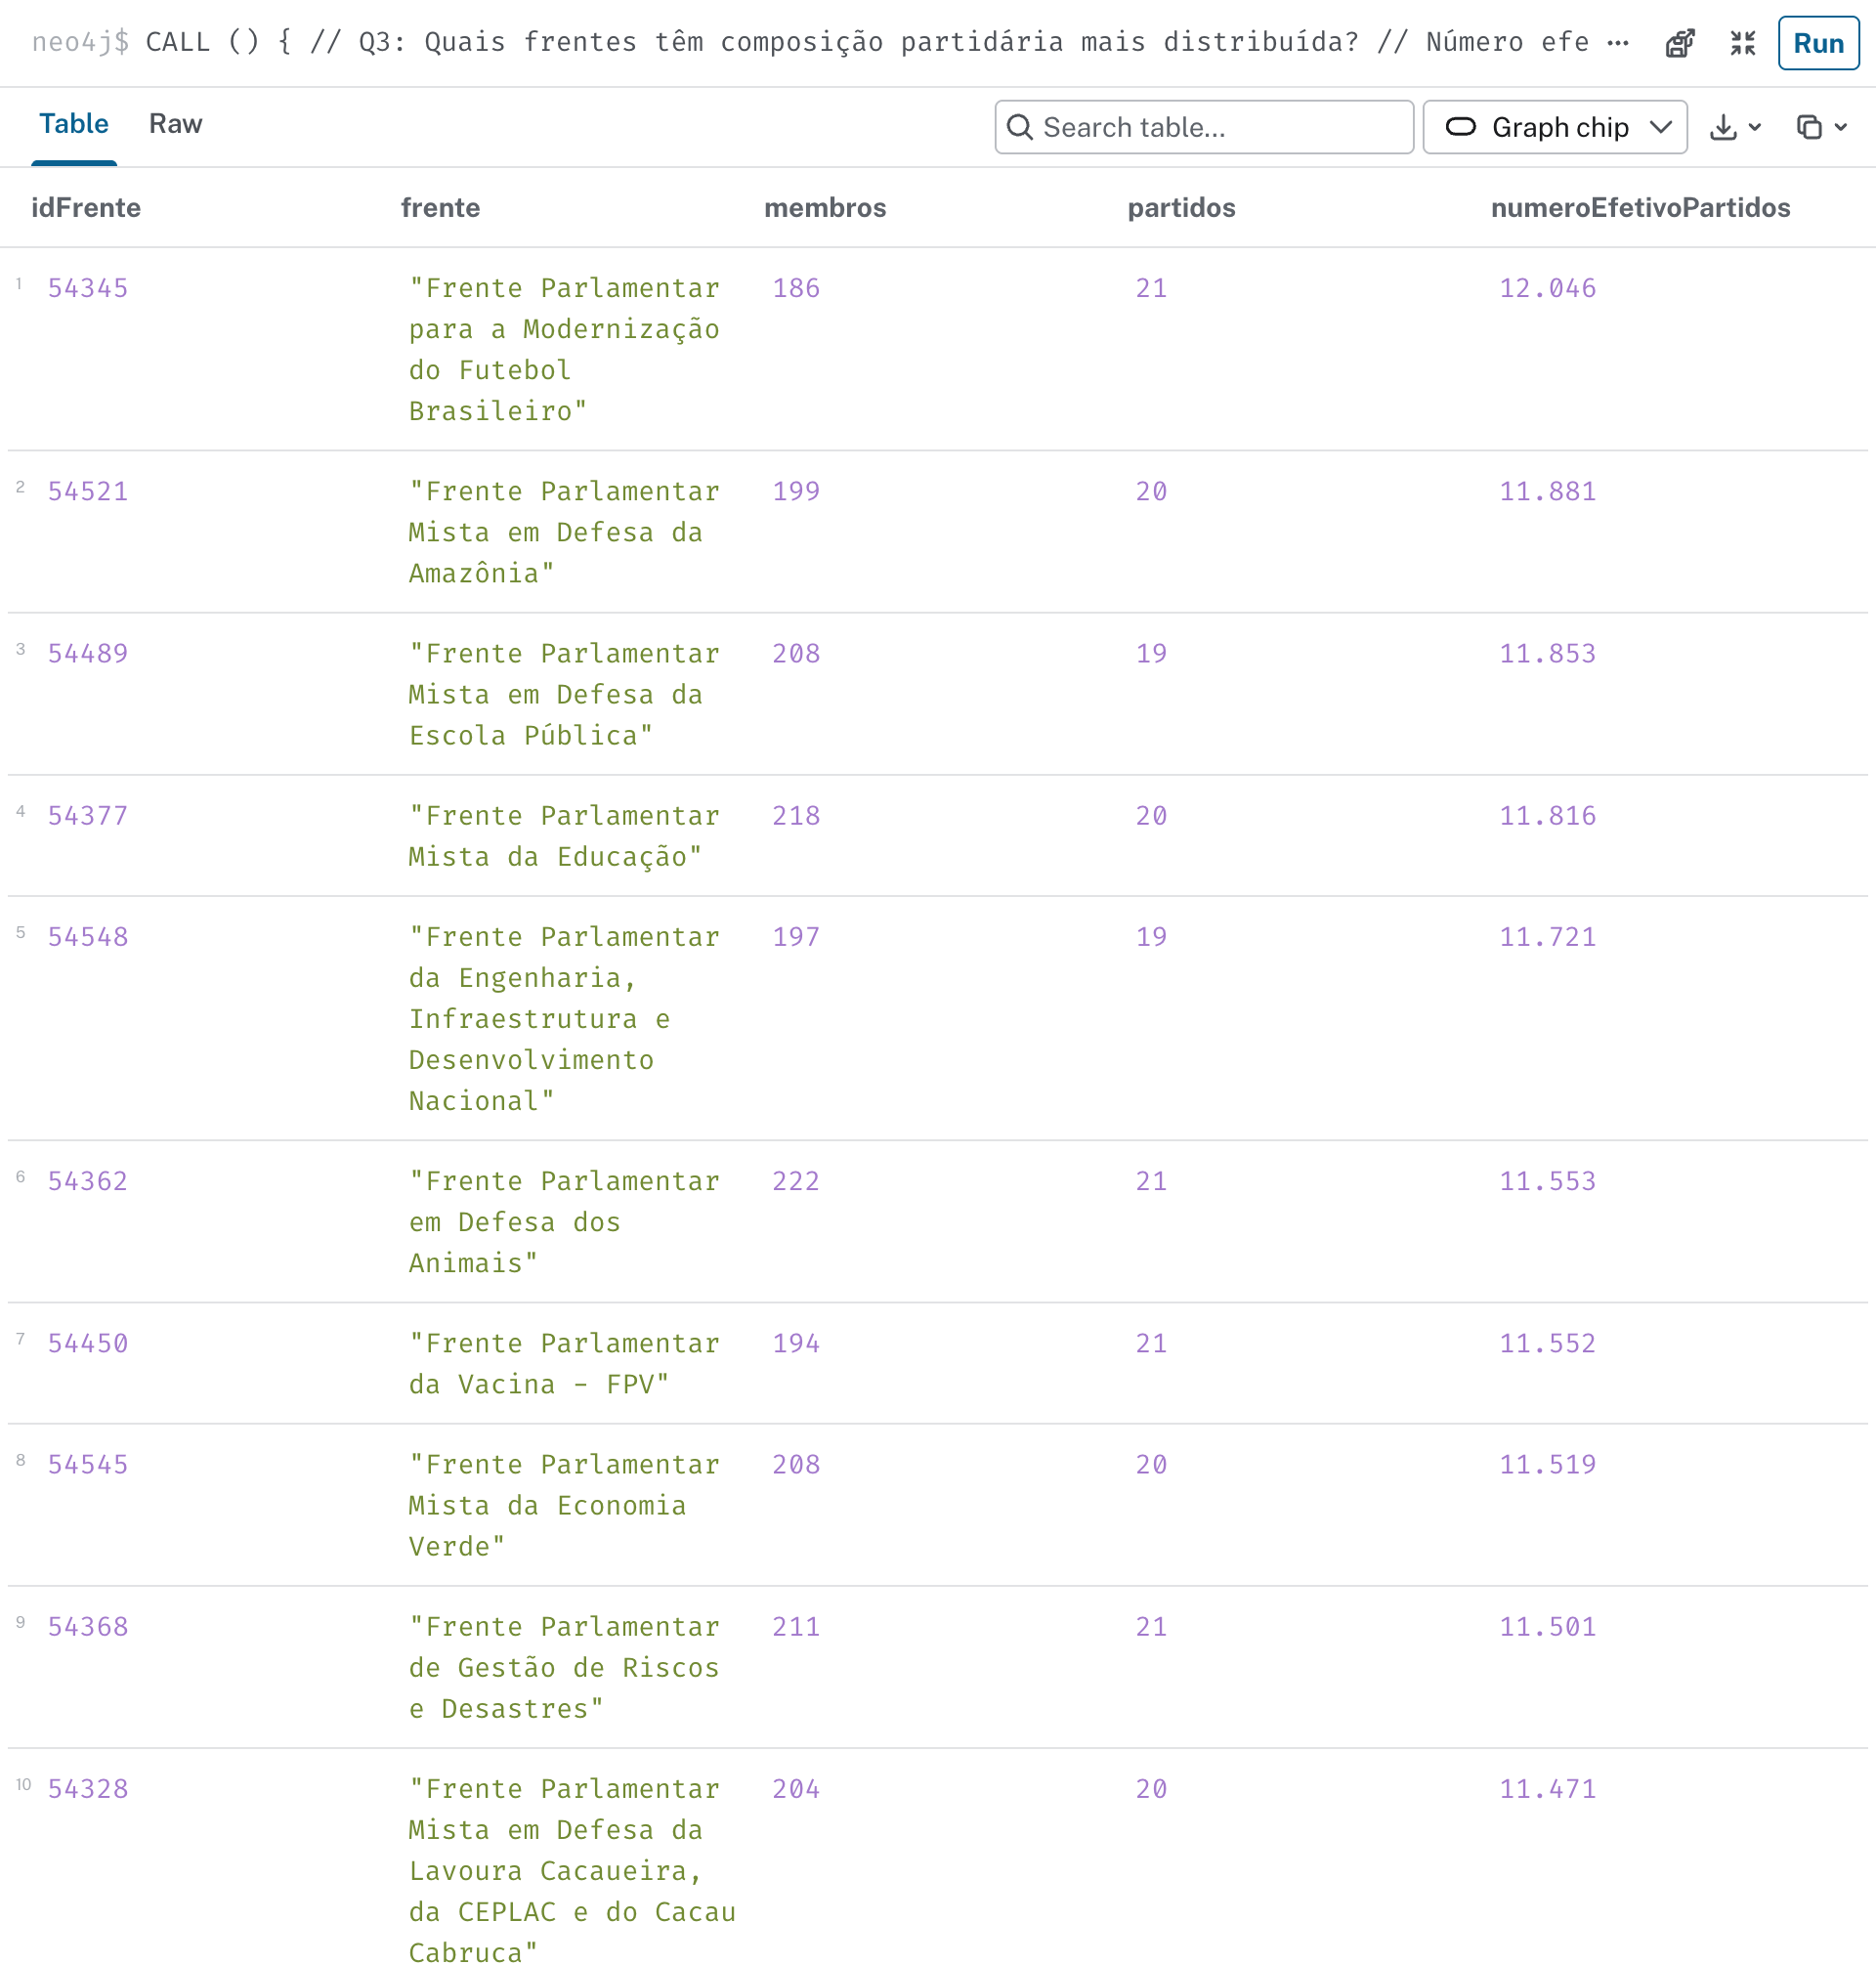 neo4j$ CALL () { // Q3: Quais frentes têm composição partidária mais distribuída? // Número efe ···
Run
Table Raw
Search table...
Graph chip
idFrente frente membros partidos numeroEfetivoPartidos
1 54345 "Frente Parlamentar 186 21 12.046
para a Modernização
do Futebol
Brasileiro"
2 54521 "Frente Parlamentar 199 20 11.881
Mista em Defesa da
Amazônia"
3 54489 "Frente Parlamentar 208 19 11.853
Mista em Defesa da
Escola Pública"
4 54377 "Frente Parlamentar 218 20 11.816
Mista da Educação"
5 54548 "Frente Parlamentar 197 19 11.721
da Engenharia,
Infraestrutura e
Desenvolvimento
Nacional"
6 54362 "Frente Parlamentar 222 21 11.553
em Defesa dos
Animais"
7 54450 "Frente Parlamentar 194 21 11.552
da Vacina – FPV"
8 54545 "Frente Parlamentar 208 20 11.519
Mista da Economia
Verde"
9 54368 "Frente Parlamentar 211 21 11.501
de Gestão de Riscos
e Desastres"
10 54328 "Frente Parlamentar 204 20 11.471
Mista em Defesa da
Lavoura Cacaueira,
da CEPLAC e do Cacau
Cabruca"